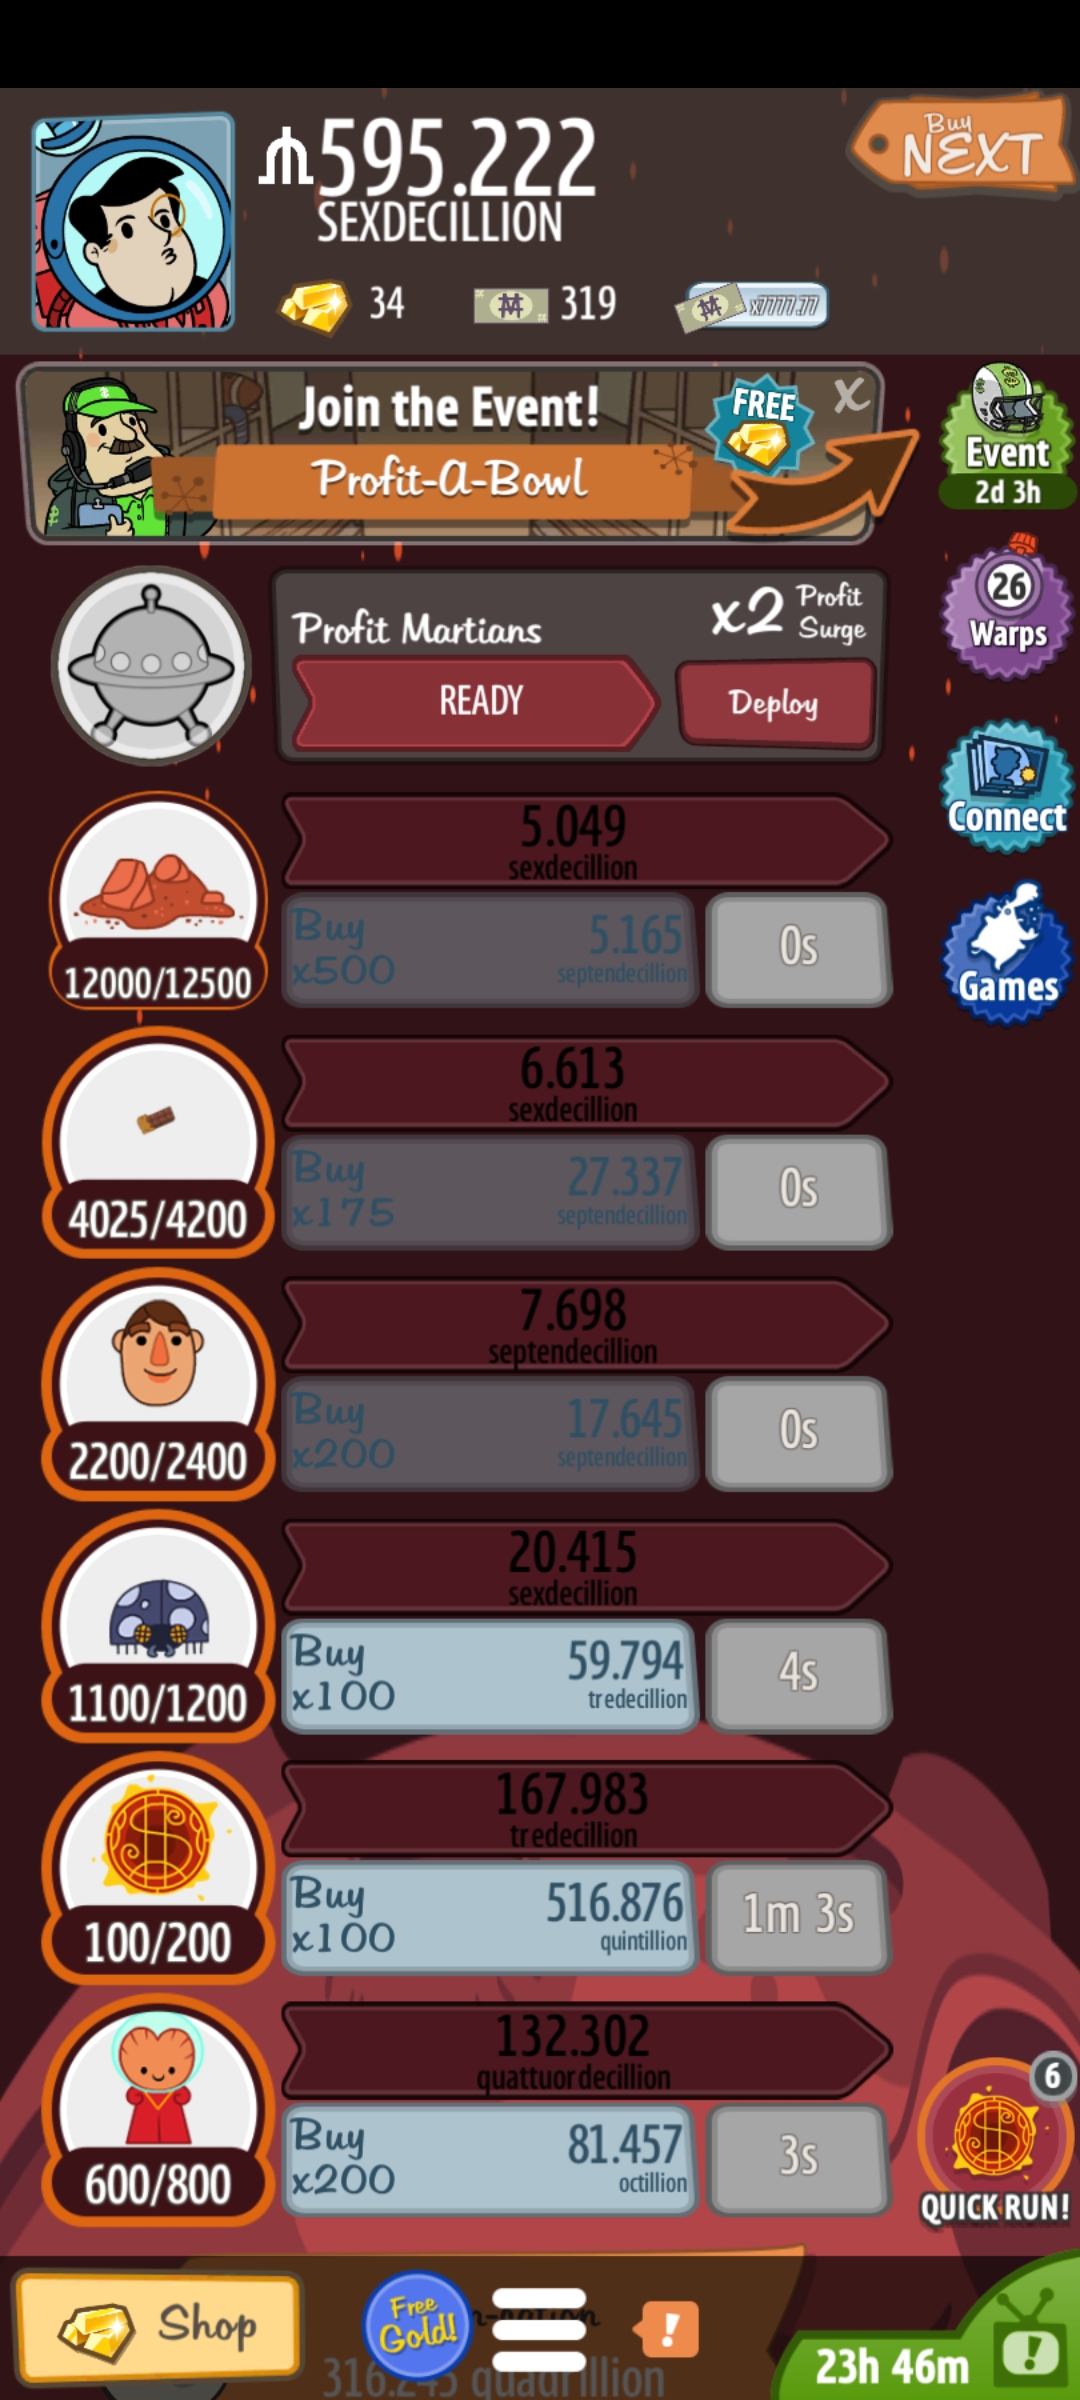 595.222
SEXDECILLION
Buy
NEXT
34
319
x7777.77
Join the Event!
FREE
X
Profit-A-Bowl
Event
2d 3h
Profit Martians
x2 Profit Surge
READY
Deploy
26
Warps
Connect
Games
5.049
sexdecillion
12000/12500
Buy x500
5.165
septendecillion
0s
6.613
sexdecillion
4025/4200
Buy x175
27.337
septendecillion
0s
7.698
septendecillion
2200/2400
Buy x200
17.645
septendecillion
0s
20.415
sexdecillion
1100/1200
Buy x100
59.794
tredecillion
4s
167.983
tredecillion
100/200
Buy x100
516.876
quintillion
1m 3s
132.302
quattuordecillion
600/800
Buy x200
81.457
octillion
3s
6
QUICK RUN!
Shop
Free Gold!
!
316.245 quadrillion
23h 46m
!